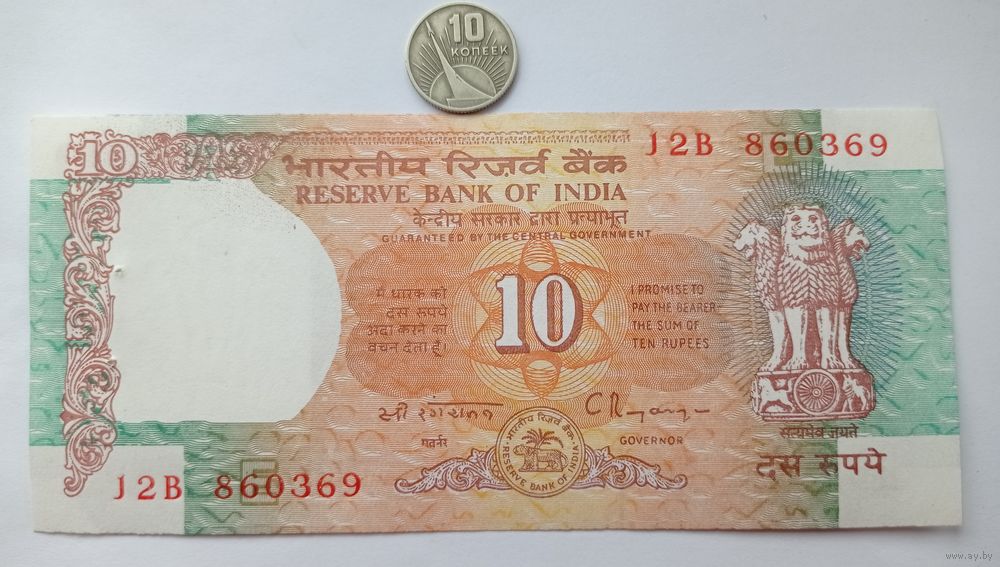 10
КОПЕЕК
10
J2B 860369
भारतीय रिज़र्व बैंक
RESERVE BANK OF INDIA
केन्द्रीय सरकार द्वारा प्रत्याभूत
GUARANTEED BY THE CENTRAL GOVERNMENT
मैं धारक को
दस रुपये
अदा करने का
वचन देता हूँ।
10
I PROMISE TO
PAY THE BEARER
THE SUM OF
TEN RUPEES
गवर्नर
GOVERNOR
भारतीय रिज़र्व बैंक
RESERVE BANK OF INDIA
सत्यमेव जयते
दस रुपये
J2B 860369
www.ay.by